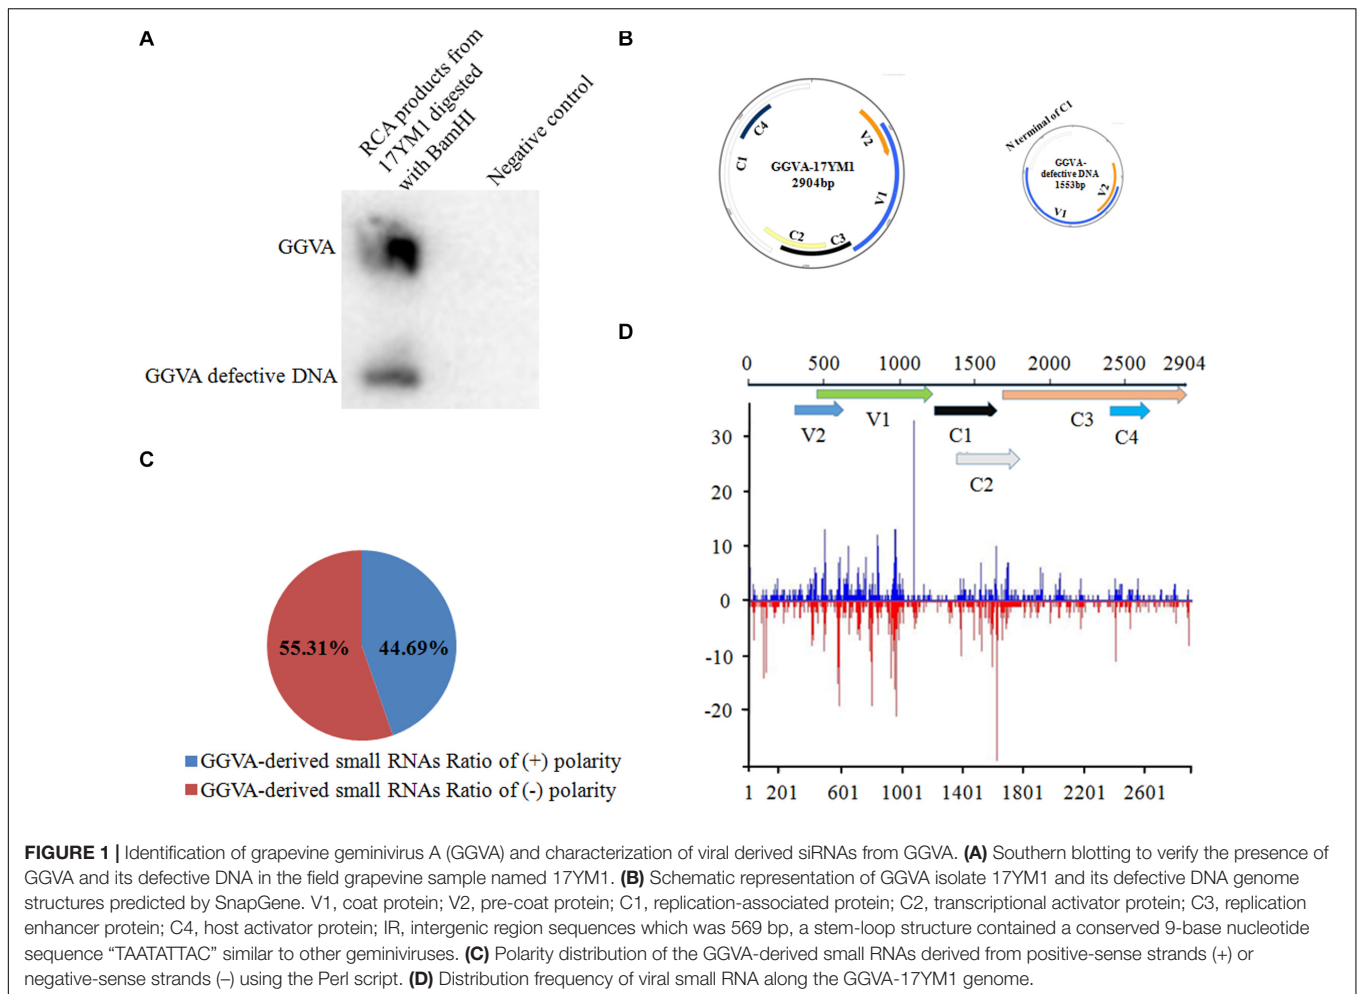 A
RCA products from
17YM1 digested
with BamHI
Negative control
GGVA
GGVA defective DNA
B
C4
C1
V2
GGVA-17YM1
2904bp
V1
C2
C3
N terminal of C1
GGVA-
defective DNA
1553bp
V2
V1
C
55.31%
44.69%
GGVA-derived small RNAs Ratio of (+) polarity
GGVA-derived small RNAs Ratio of (-) polarity
D
0 500 1000 1500 2000 2500 2904
V2
V1
C1
C2
C3
C4
30
20
10
0
-10
-20
1 201 601 1001 1401 1801 2201 2601
FIGURE 1 | Identification of grapevine geminivirus A (GGVA) and characterization of viral derived siRNAs from GGVA. (A) Southern blotting to verify the presence of
GGVA and its defective DNA in the field grapevine sample named 17YM1. (B) Schematic representation of GGVA isolate 17YM1 and its defective DNA genome
structures predicted by SnapGene. V1, coat protein; V2, pre-coat protein; C1, replication-associated protein; C2, transcriptional activator protein; C3, replication
enhancer protein; C4, host activator protein; IR, intergenic region sequences which was 569 bp, a stem-loop structure contained a conserved 9-base nucleotide
sequence “TAATATTAC” similar to other geminiviruses. (C) Polarity distribution of the GGVA-derived small RNAs derived from positive-sense strands (+) or
negative-sense strands (–) using the Perl script. (D) Distribution frequency of viral small RNA along the GGVA-17YM1 genome.